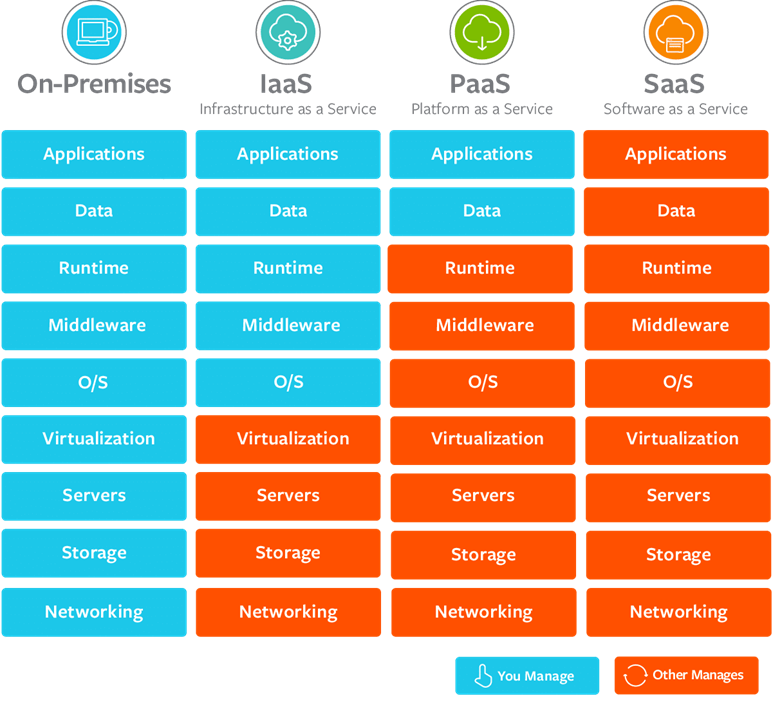 On-Premises IaaS PaaS SaaS
Infrastructure as a Service Platform as a Service Software as a Service
Applications Applications Applications Applications
Data Data Data Data
Runtime Runtime Runtime Runtime
Middleware Middleware Middleware Middleware
O/S O/S O/S O/S
Virtualization Virtualization Virtualization Virtualization
Servers Servers Servers Servers
Storage Storage Storage Storage
Networking Networking Networking Networking
You Manage Other Manages